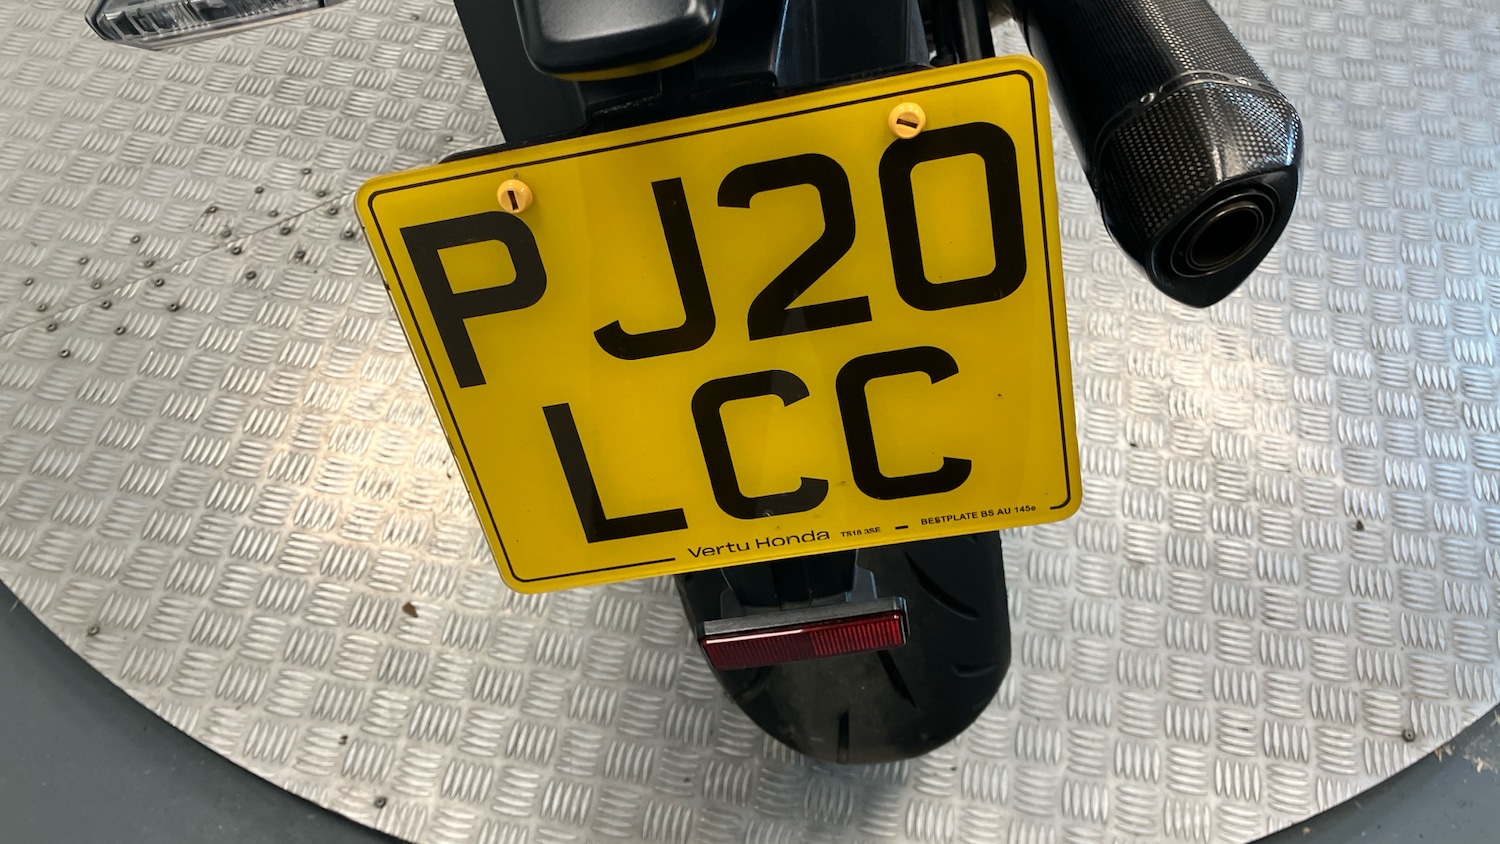 PJ20
LCC
Vertu Honda TS18 3SE - BESTPLATE BS AU 145e